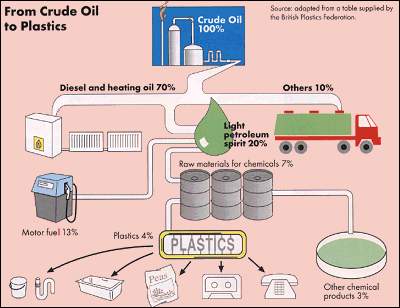 From Crude Oil
to Plastics
Crude Oil
100%
Source: adapted from a table supplied by
the British Plastics Federation.
Diesel and heating oil 70%
Others 10%
Light
petroleum
spirit 20%
Raw materials for chemicals 7%
Motor fuel 13%
Plastics 4%
PLASTICS
Peas
Other chemical
products 3%